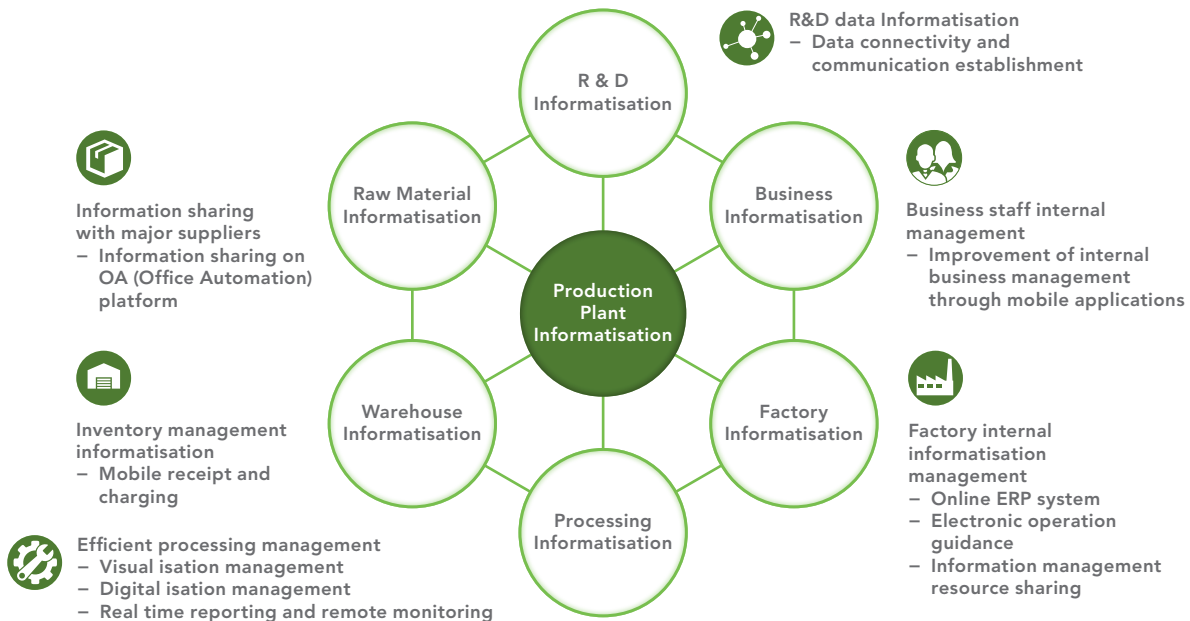 R&D data Informatisation
– Data connectivity and
communication establishment
R & D
Informatisation
Raw Material
Informatisation
Business
Informatisation
Information sharing
with major suppliers
– Information sharing on
OA (Office Automation)
platform
Business staff internal
management
– Improvement of internal
business management
through mobile applications
Production
Plant
Informatisation
Warehouse
Informatisation
Factory
Informatisation
Inventory management
informatisation
– Mobile receipt and
charging
Factory internal
informatisation
management
– Online ERP system
– Electronic operation
guidance
– Information management
resource sharing
Processing
Informatisation
Efficient processing management
– Visual isation management
– Digital isation management
– Real time reporting and remote monitoring